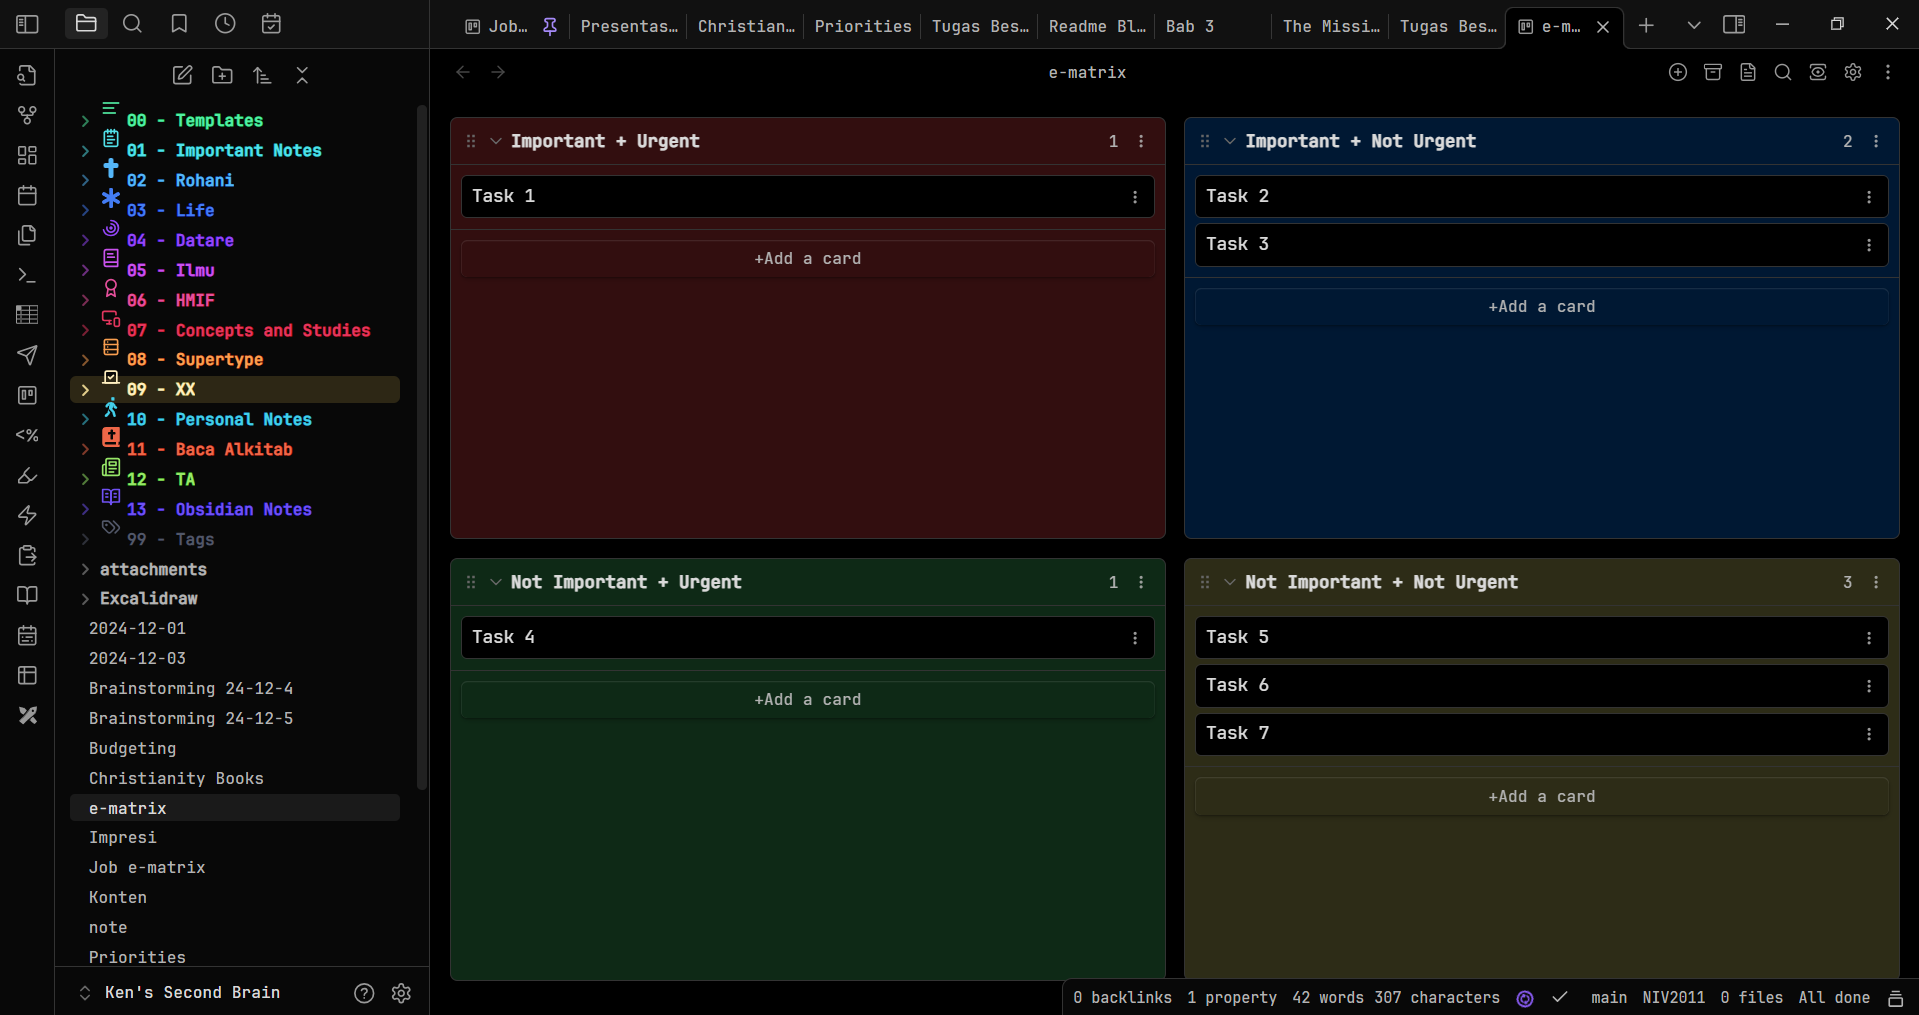 Job…
Presentas…
Christian…
Priorities
Tugas Bes…
Readme Bl…
Bab 3
The Missi…
Tugas Bes…
e-m…
e-matrix
00 - Templates
01 - Important Notes
02 - Rohani
03 - Life
04 - Datare
05 - Ilmu
06 - HMIF
07 - Concepts and Studies
08 - Supertype
09 - XX
10 - Personal Notes
11 - Baca Alkitab
12 - TA
13 - Obsidian Notes
99 - Tags
attachments
Excalidraw
2024-12-01
2024-12-03
Brainstorming 24-12-4
Brainstorming 24-12-5
Budgeting
Christianity Books
e-matrix
Impresi
Job e-matrix
Konten
note
Priorities
Ken's Second Brain
<%
Important + Urgent 1
Task 1
+Add a card
Important + Not Urgent 2
Task 2
Task 3
+Add a card
Not Important + Urgent 1
Task 4
+Add a card
Not Important + Not Urgent 3
Task 5
Task 6
Task 7
+Add a card
0 backlinks 1 property 42 words 307 characters main NIV2011 0 files All done